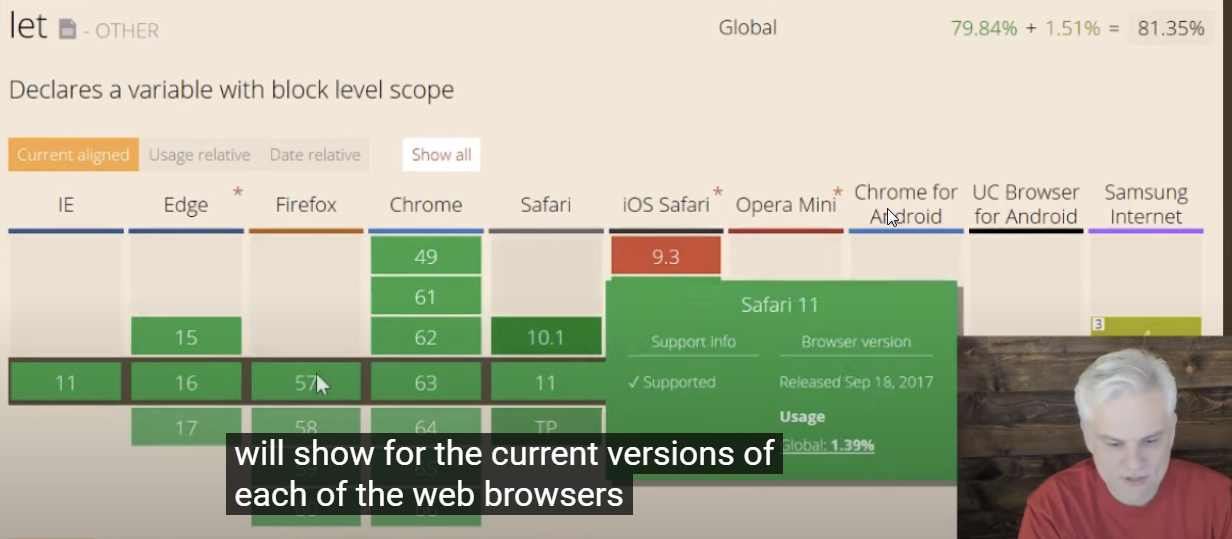 let - OTHER
Global
79.84% + 1.51% = 81.35%
Declares a variable with block level scope
Current aligned
Usage relative
Date relative
Show all
IE
Edge *
Firefox
Chrome
Safari
iOS Safari *
Opera Mini *
Chrome for
Android
UC Browser
for Android
Samsung
Internet
49
9.3
61
15
62
10.1
3
11
16
57
63
11
17
58
64
TP
Safari 11
Support info
Browser version
✓ Supported
Released Sep 18, 2017
Usage
Global: 1.39%
will show for the current versions of
each of the web browsers